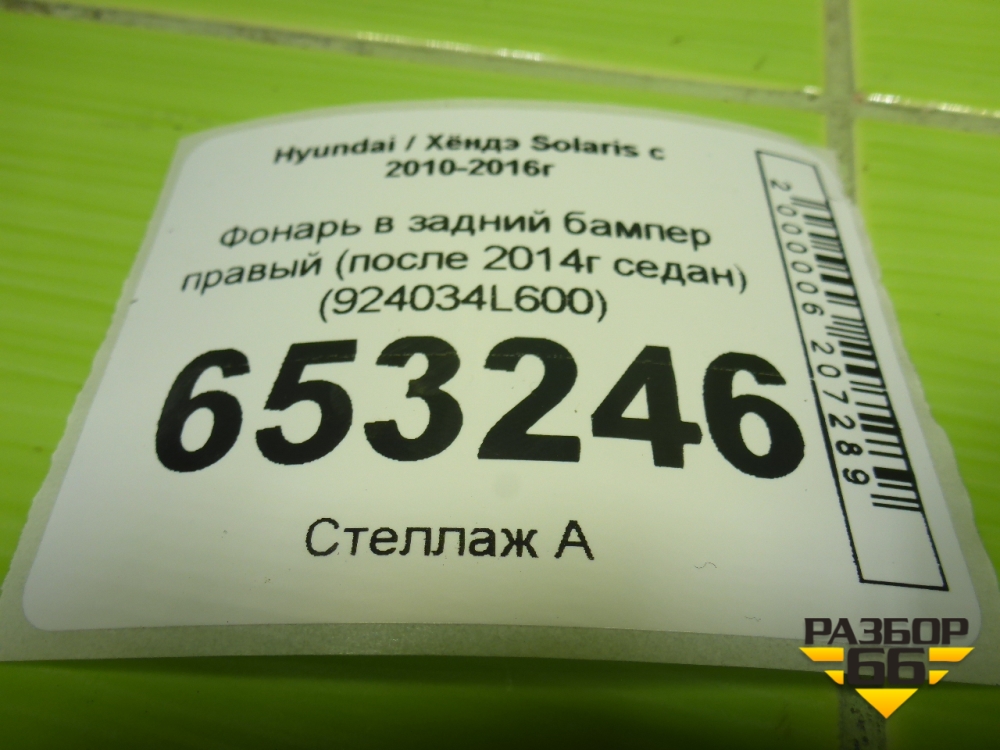 Hyundai / Хёндэ Solaris с
2010-2016г
Фонарь в задний бампер
правый (после 2014г седан)
(924034L600)
653246
Стеллаж А
2000006207289
РАЗБОР
66